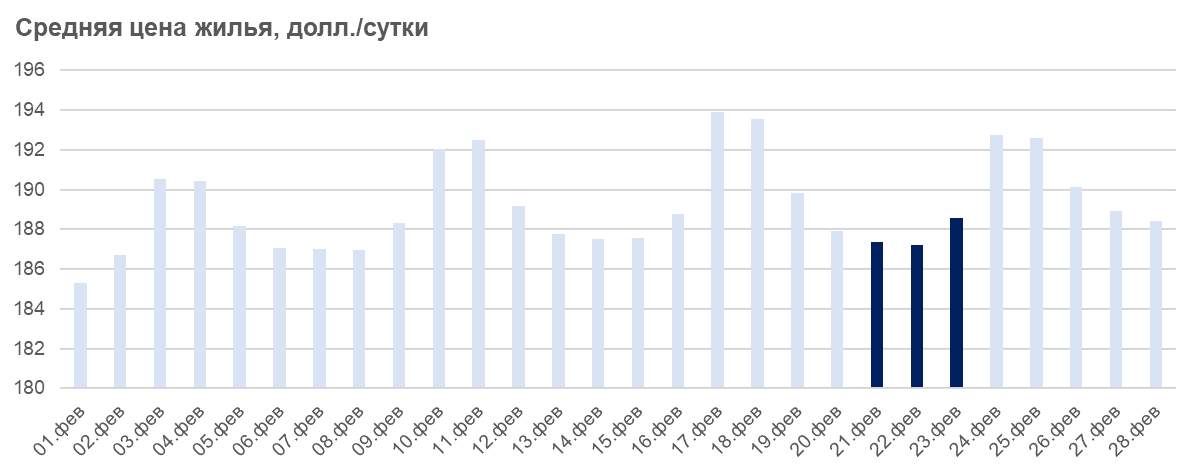 Средняя цена жилья, долл./сутки
196
194
192
190
188
186
184
182
180
01.фев
02.фев
03.фев
04.фев
05.фев
06.фев
07.фев
08.фев
09.фев
10.фев
11.фев
12.фев
13.фев
14.фев
15.фев
16.фев
17.фев
18.фев
19.фев
20.фев
21.фев
22.фев
23.фев
24.фев
25.фев
26.фев
27.фев
28.фев